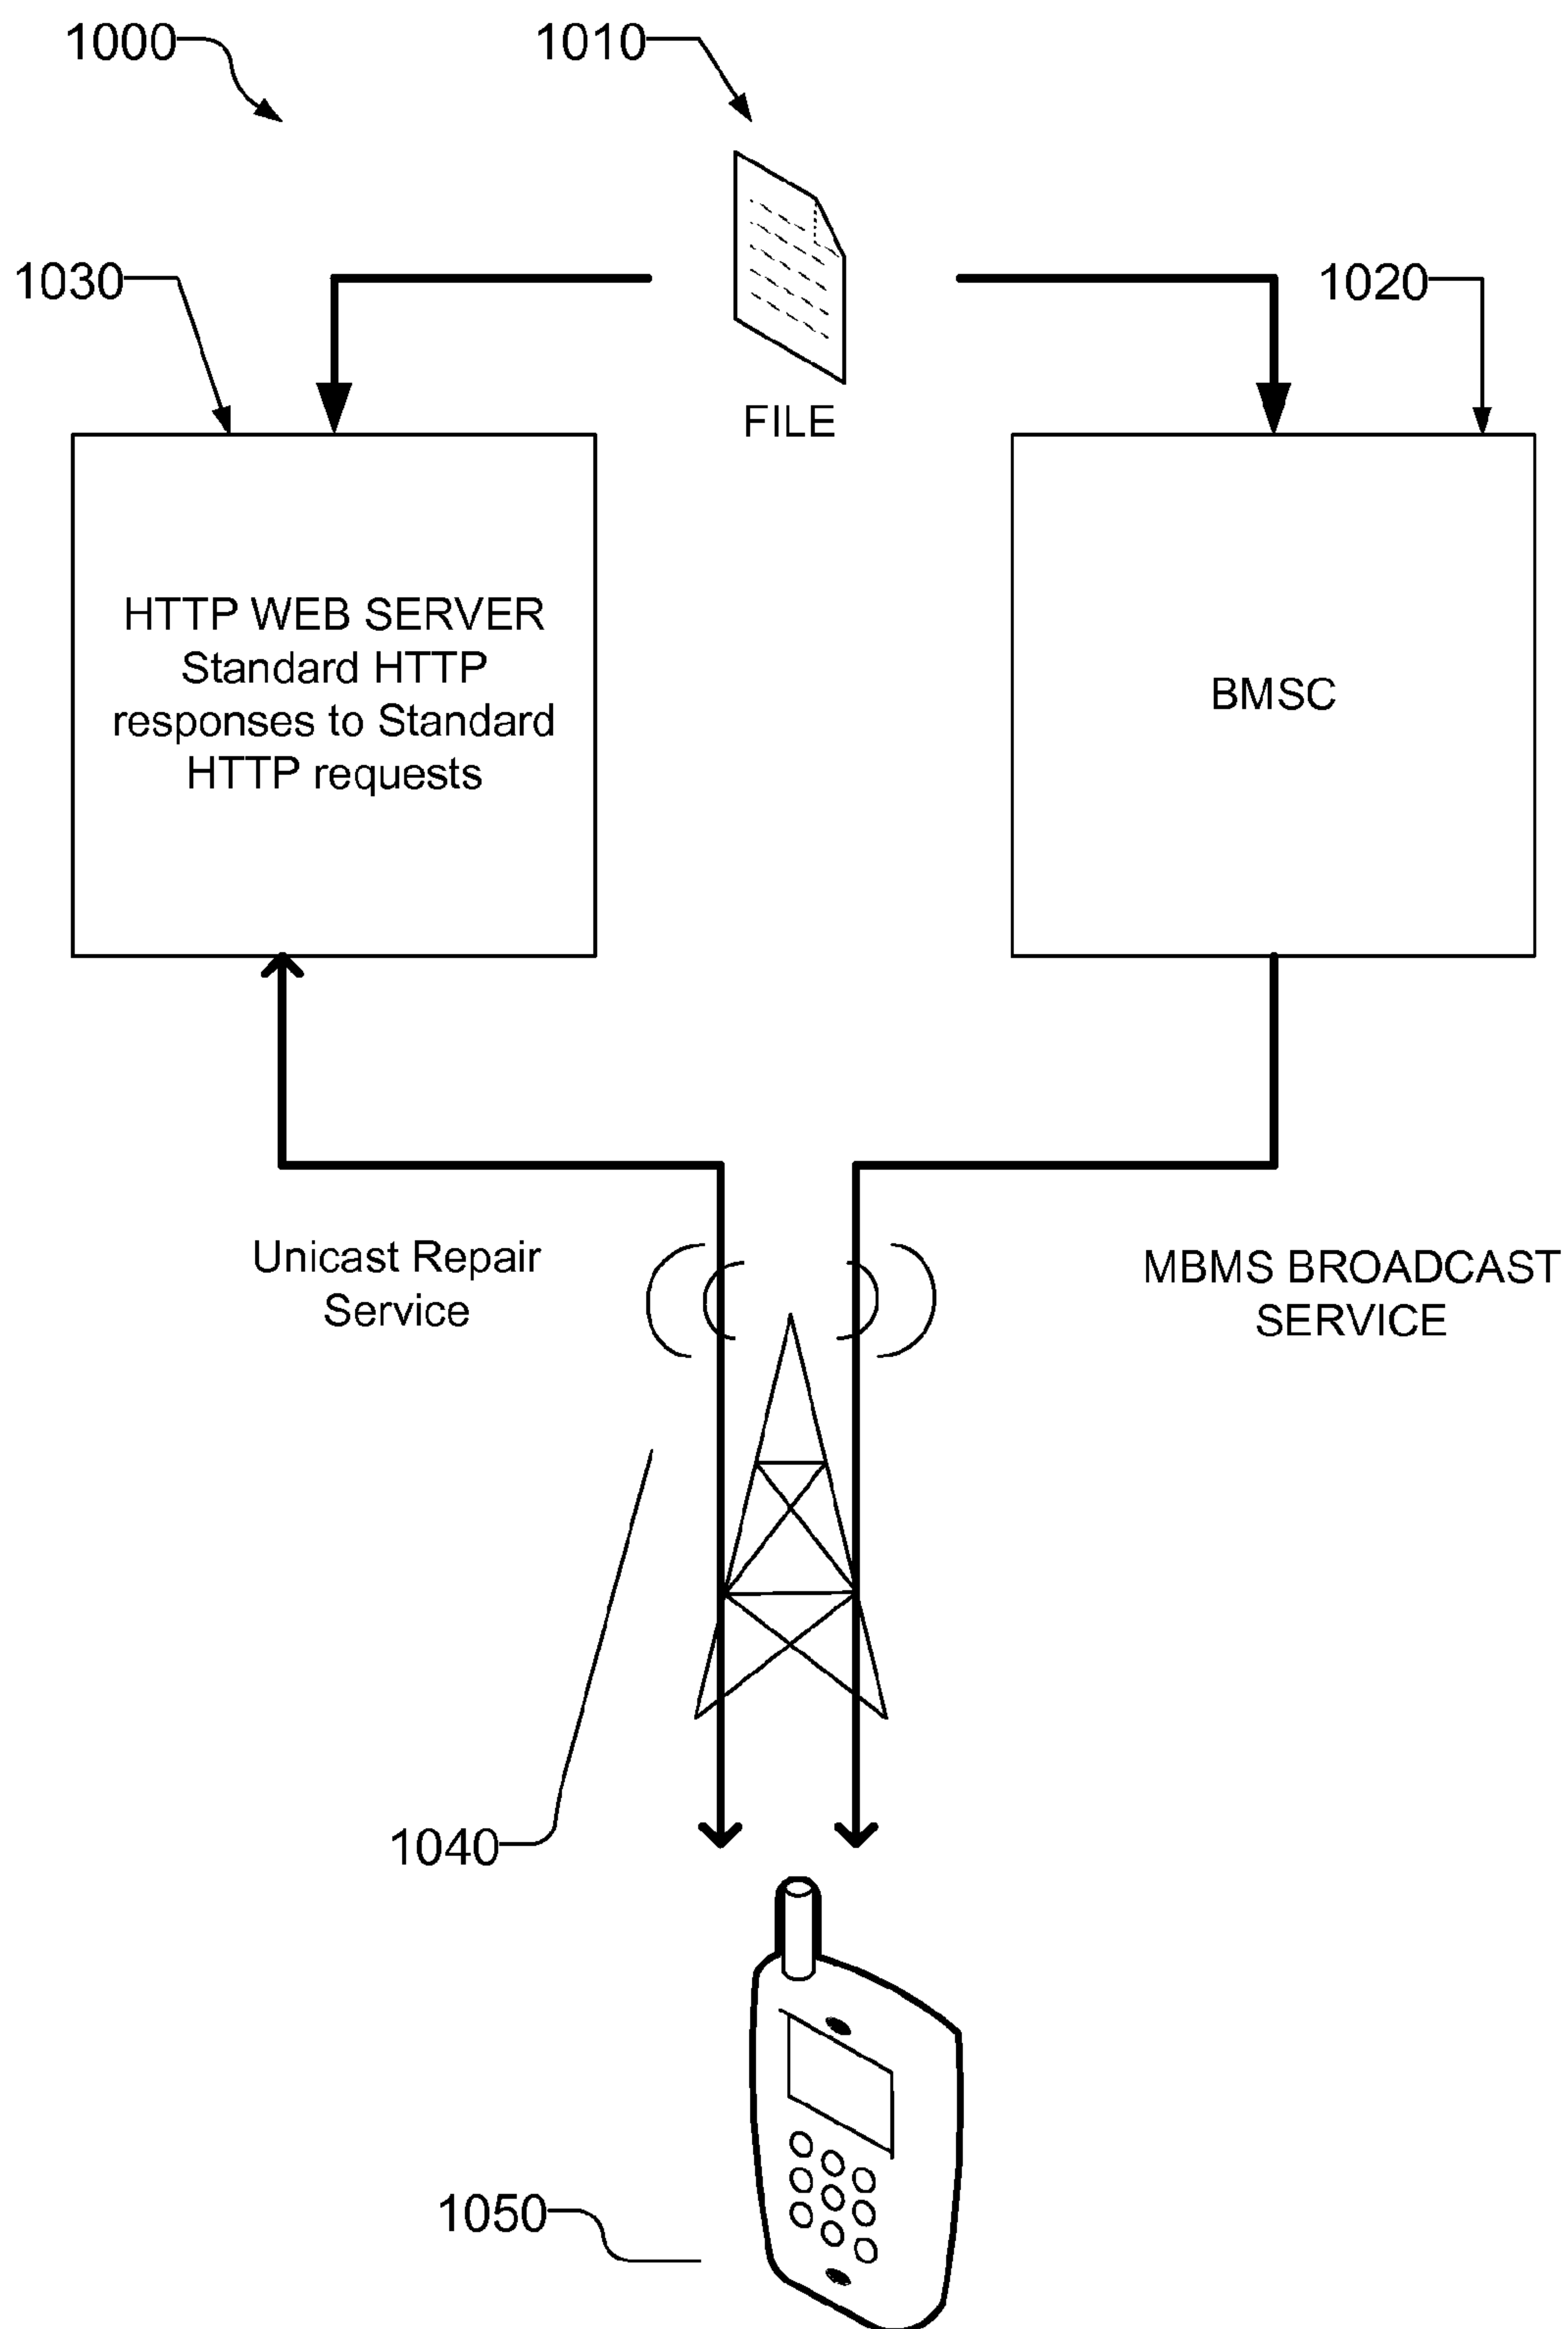 1000
1010
1030
1020
FILE
HTTP WEB SERVER
Standard HTTP
responses to Standard
HTTP requests
BMSC
Unicast Repair
Service
MBMS BROADCAST
SERVICE
1040
1050